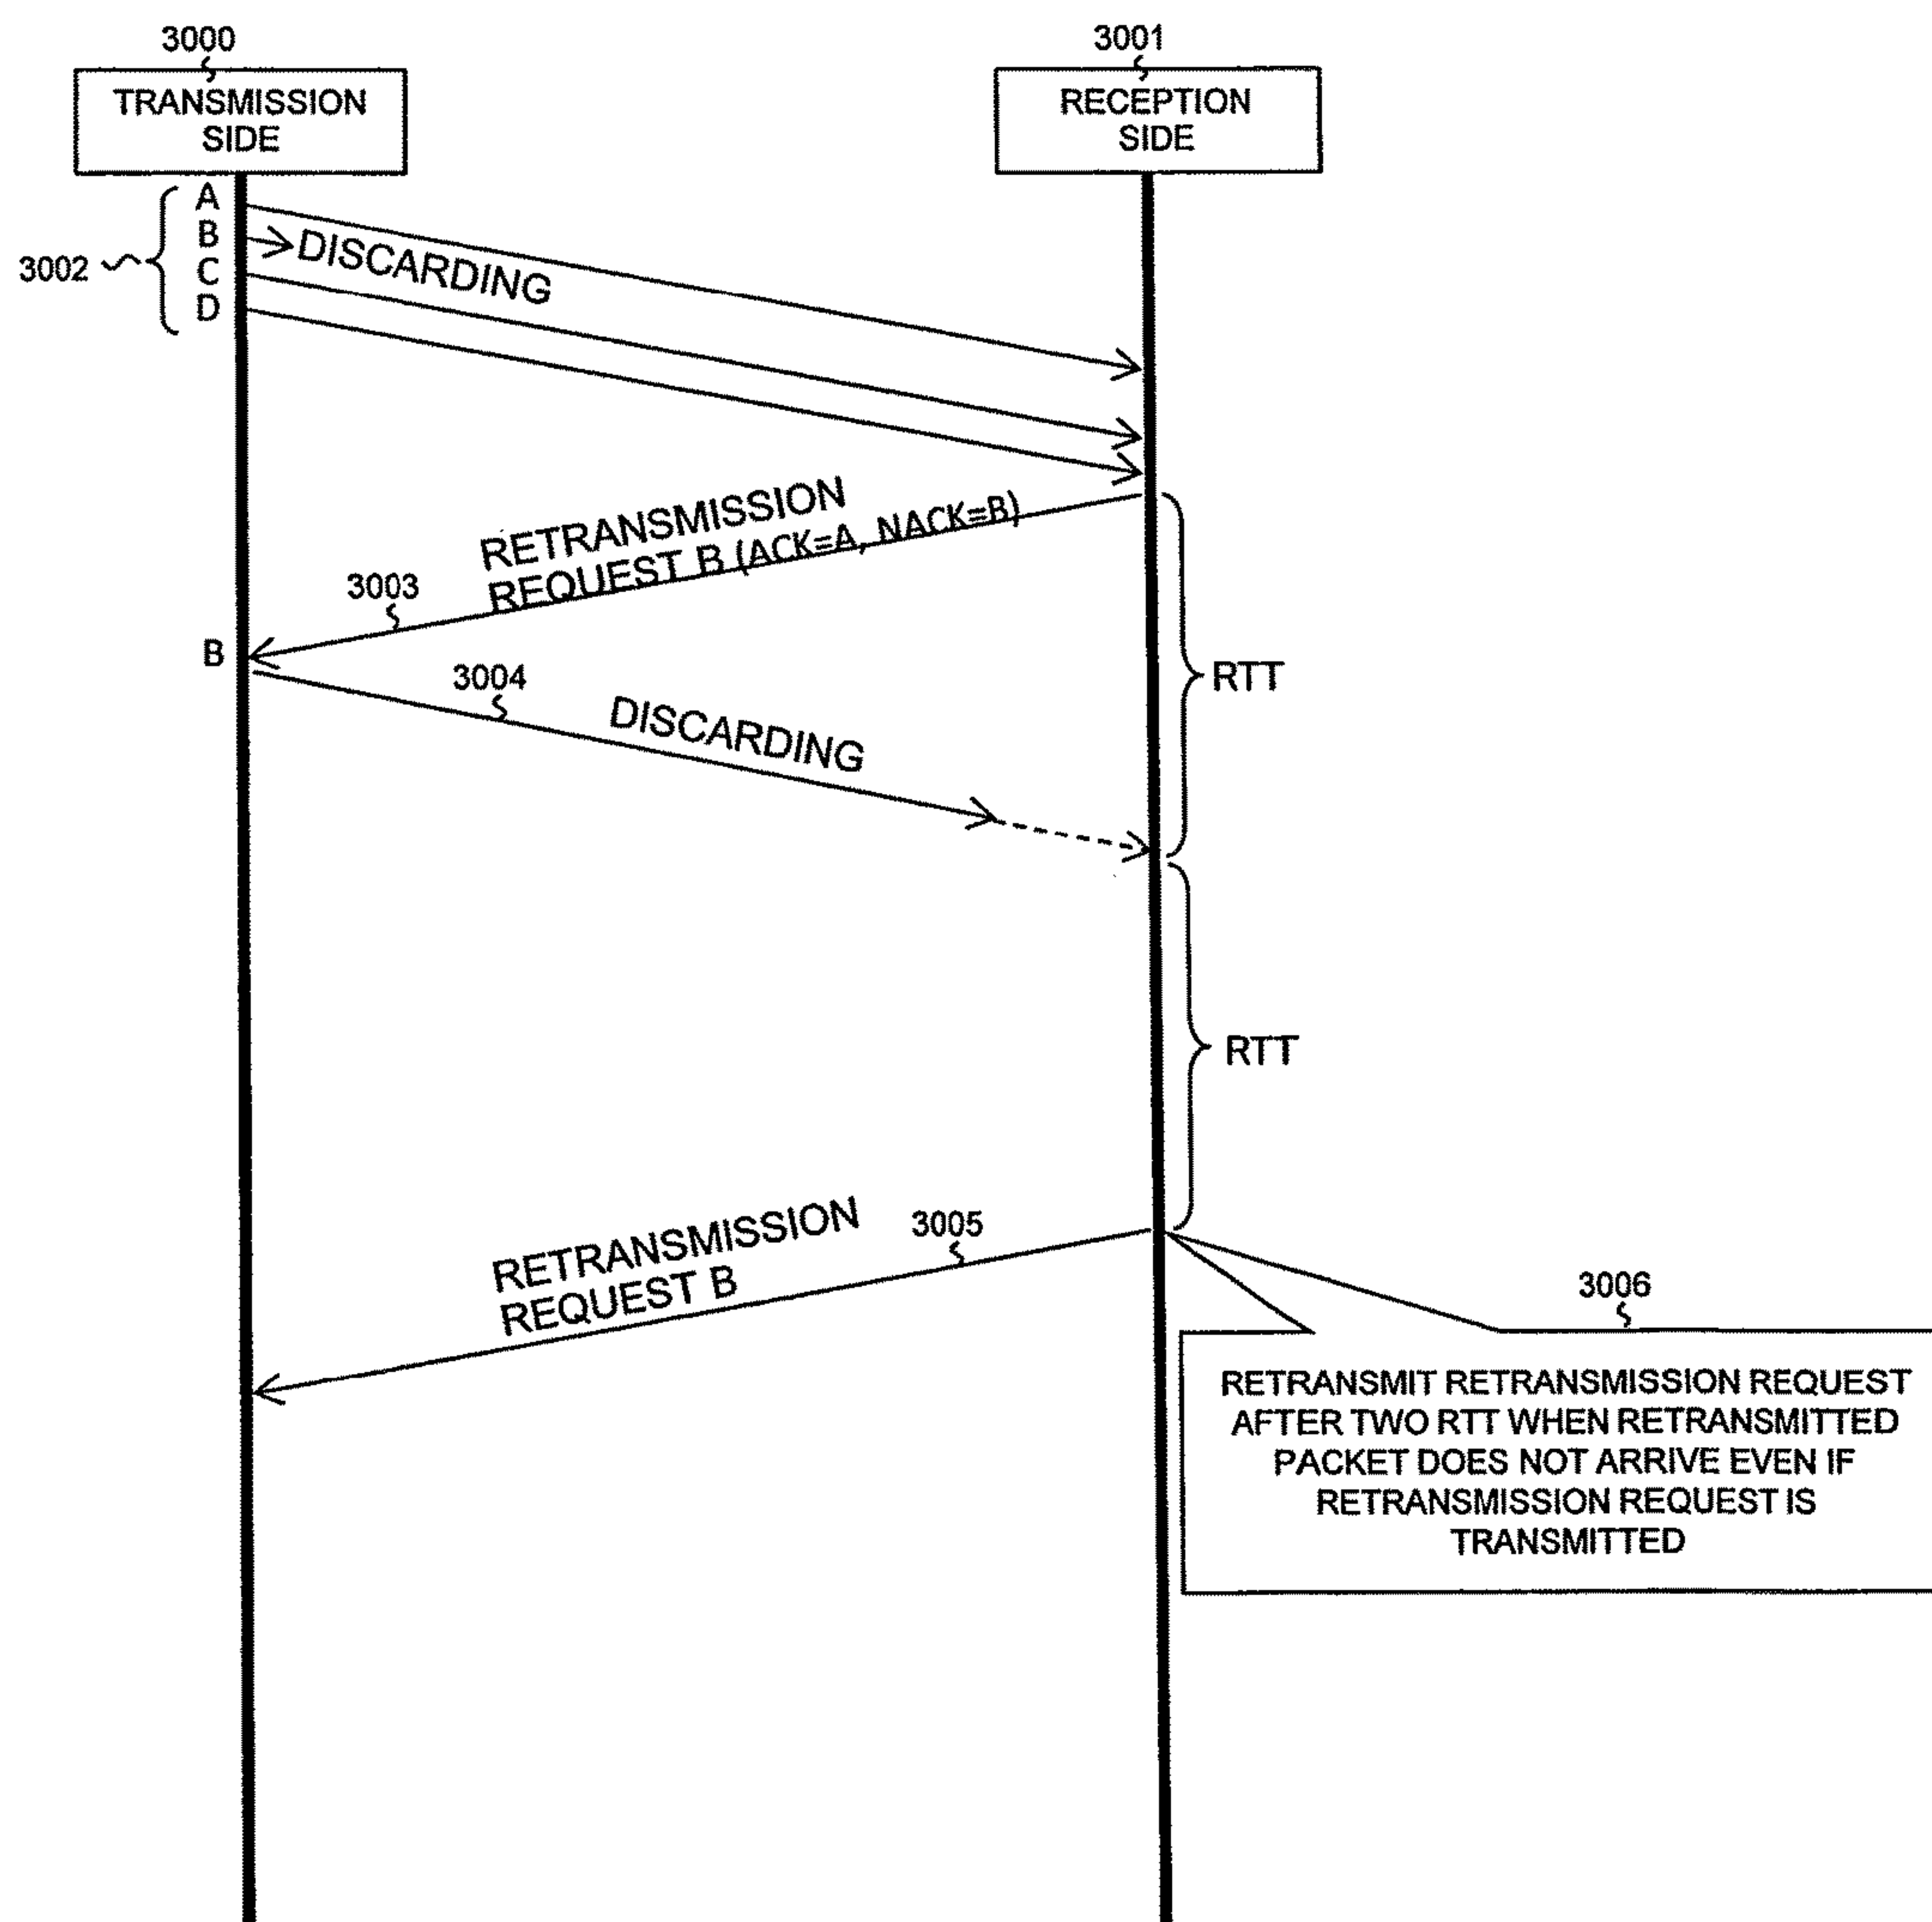 3000
3001
TRANSMISSION
SIDE
RECEPTION
SIDE
A
B
C
D
3002
DISCARDING
RETRANSMISSION
REQUEST B (ACK=A, NACK=B)
3003
B
RTT
3004
DISCARDING
RTT
RETRANSMISSION
REQUEST B
3005
3006
RETRANSMIT RETRANSMISSION REQUEST
AFTER TWO RTT WHEN RETRANSMITTED
PACKET DOES NOT ARRIVE EVEN IF
RETRANSMISSION REQUEST IS
TRANSMITTED